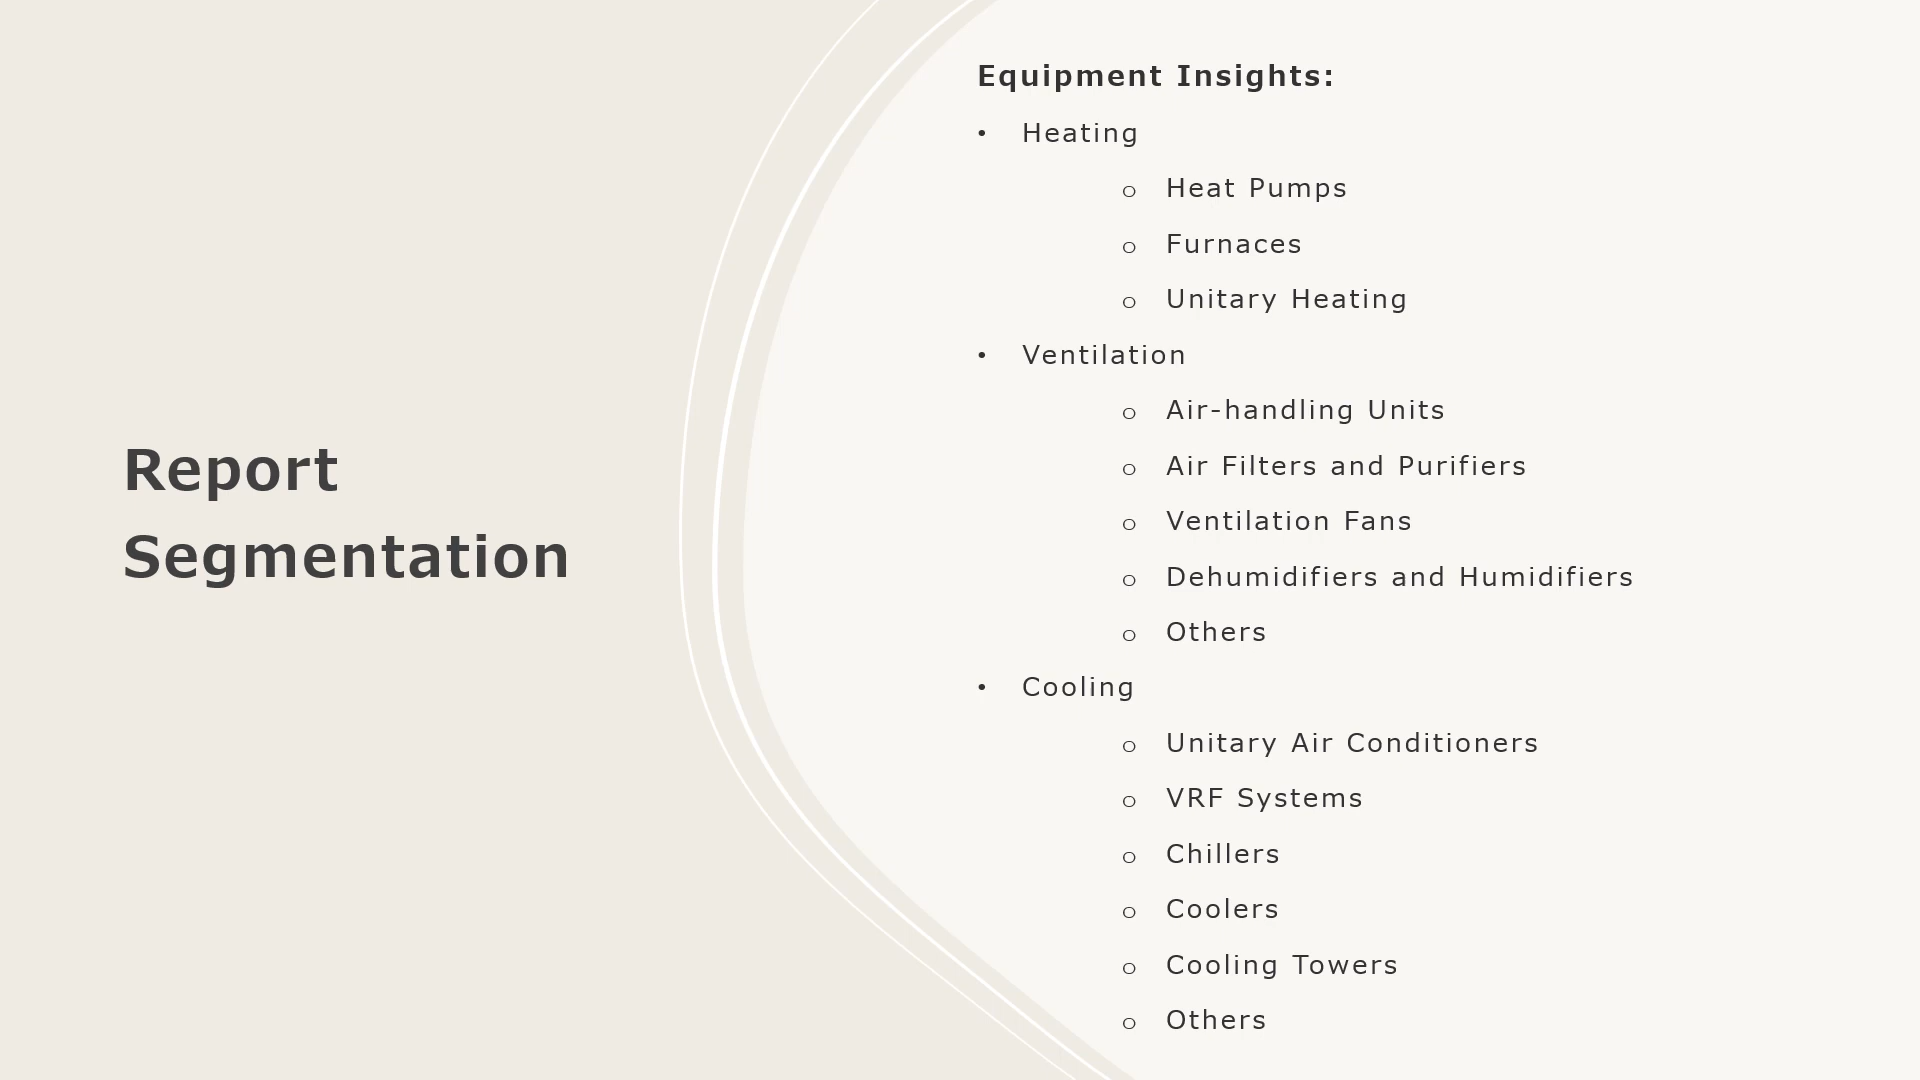 Report
Segmentation
Equipment Insights:
• Heating
o Heat Pumps
o Furnaces
o Unitary Heating
• Ventilation
o Air-handling Units
o Air Filters and Purifiers
o Ventilation Fans
o Dehumidifiers and Humidifiers
o Others
• Cooling
o Unitary Air Conditioners
o VRF Systems
o Chillers
o Coolers
o Cooling Towers
o Others